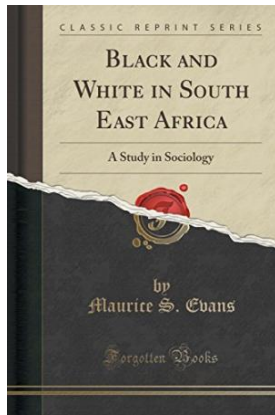 CLASSIC REPRINT SERIES
BLACK AND
WHITE IN SOUTH
EAST AFRICA
A Study in Sociology
by
Maurice S. Evans
Forgotten Books